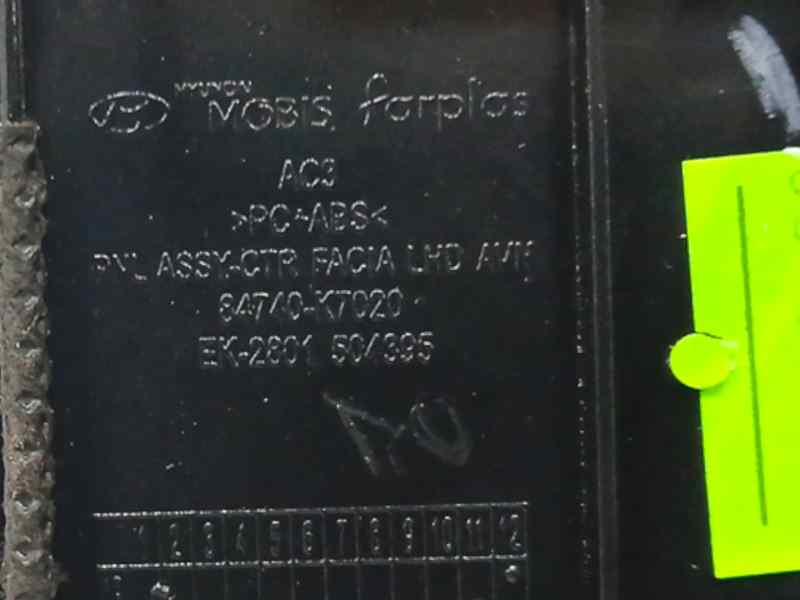 HYUNDAI
MOBIS farplas
AC3
>PC+ABS<
PNL ASSY-CTR FACIA LHD AVN
84740-K7020
EK-2801 504395
1 2 3 4 5 6 7 8 9 10 11 12